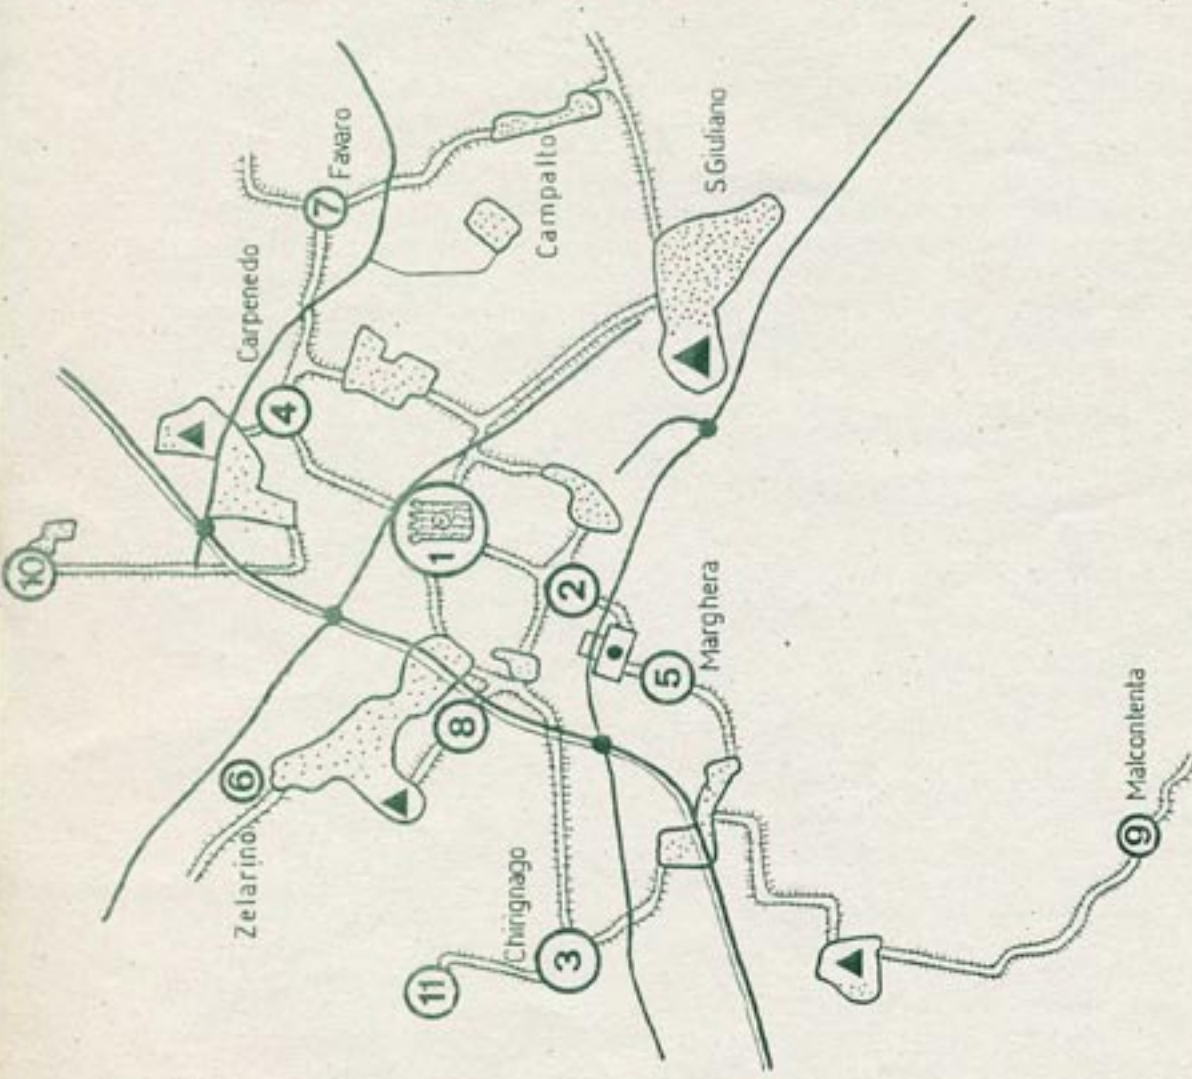 10
Zelarino
6
Carpenedo
4
7
Favaro
11
1
8
Chirignago
Campalto
3
2
5
Marghera
S.Giuliano
9
Malcontenta